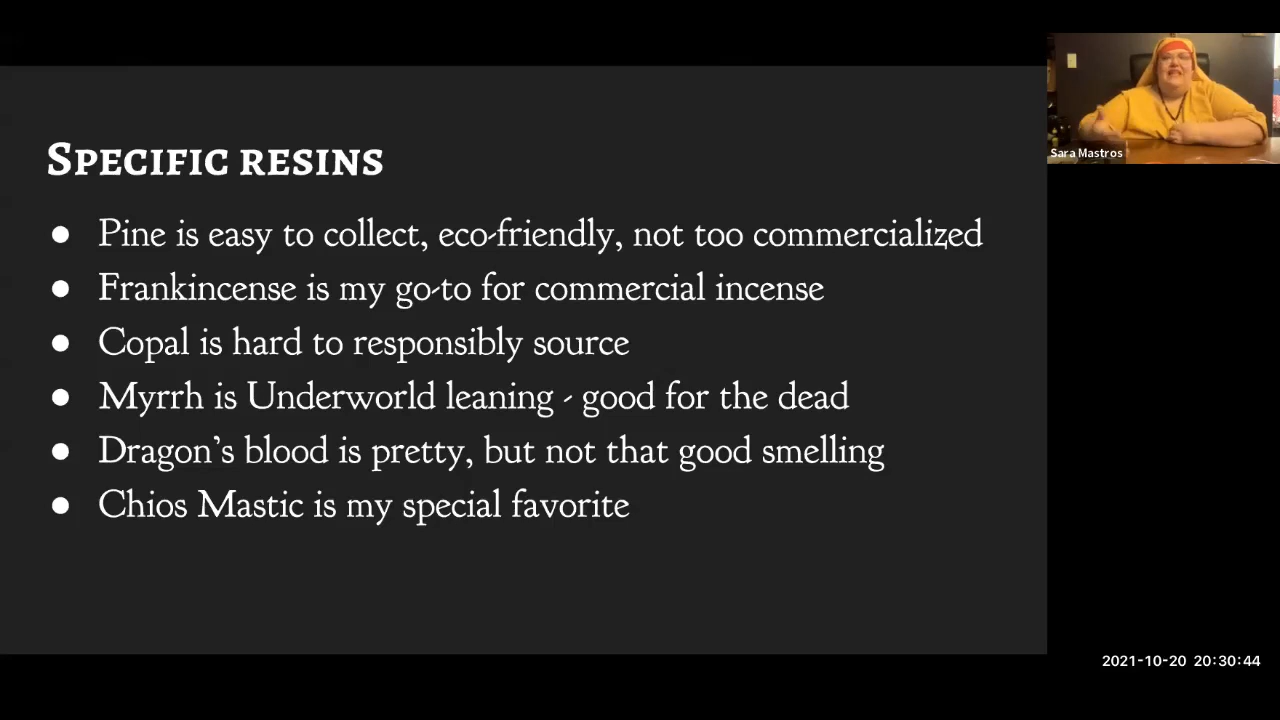 Specific resins
● Pine is easy to collect, eco-friendly, not too commercialized
● Frankincense is my go-to for commercial incense
● Copal is hard to responsibly source
● Myrrh is Underworld leaning - good for the dead
● Dragon's blood is pretty, but not that good smelling
● Chios Mastic is my special favorite
Sara Mastros
2021-10-20 20:30:44